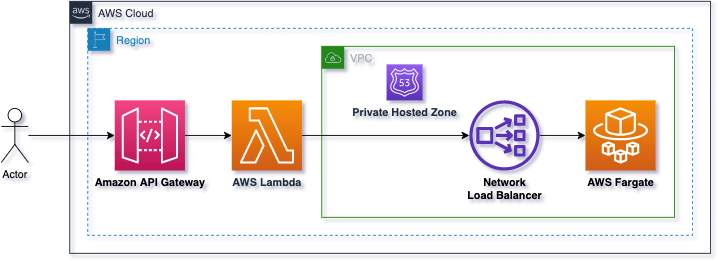 aws
AWS Cloud
Region
VPC
53
Private Hosted Zone
Actor
Amazon API Gateway
AWS Lambda
Network
Load Balancer
AWS Fargate